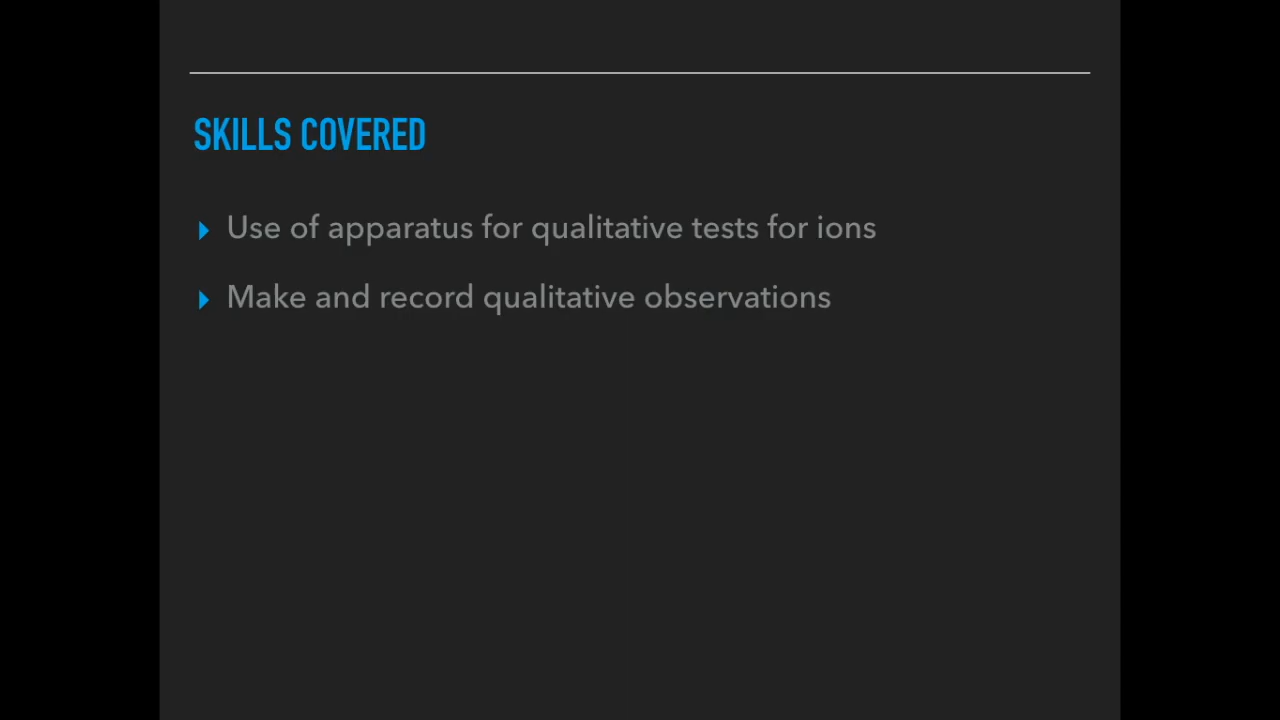 SKILLS COVERED
Use of apparatus for qualitative tests for ions
Make and record qualitative observations